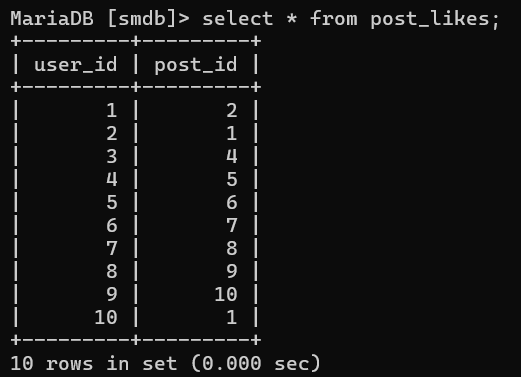 MariaDB [smdb]> select * from post_likes;
+---------+---------+
| user_id | post_id |
+---------+---------+
|       1 |       2 |
|       2 |       1 |
|       3 |       4 |
|       4 |       5 |
|       5 |       6 |
|       6 |       7 |
|       7 |       8 |
|       8 |       9 |
|       9 |      10 |
|      10 |       1 |
+---------+---------+
10 rows in set (0.000 sec)